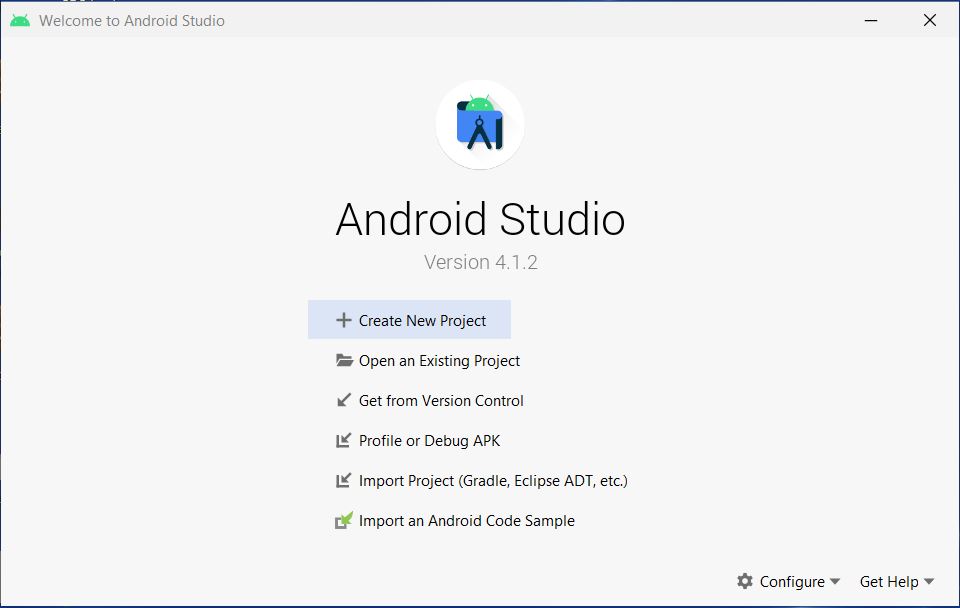 Welcome to Android Studio
Android Studio
Version 4.1.2
Create New Project
Open an Existing Project
Get from Version Control
Profile or Debug APK
Import Project (Gradle, Eclipse ADT, etc.)
Import an Android Code Sample
Configure
Get Help